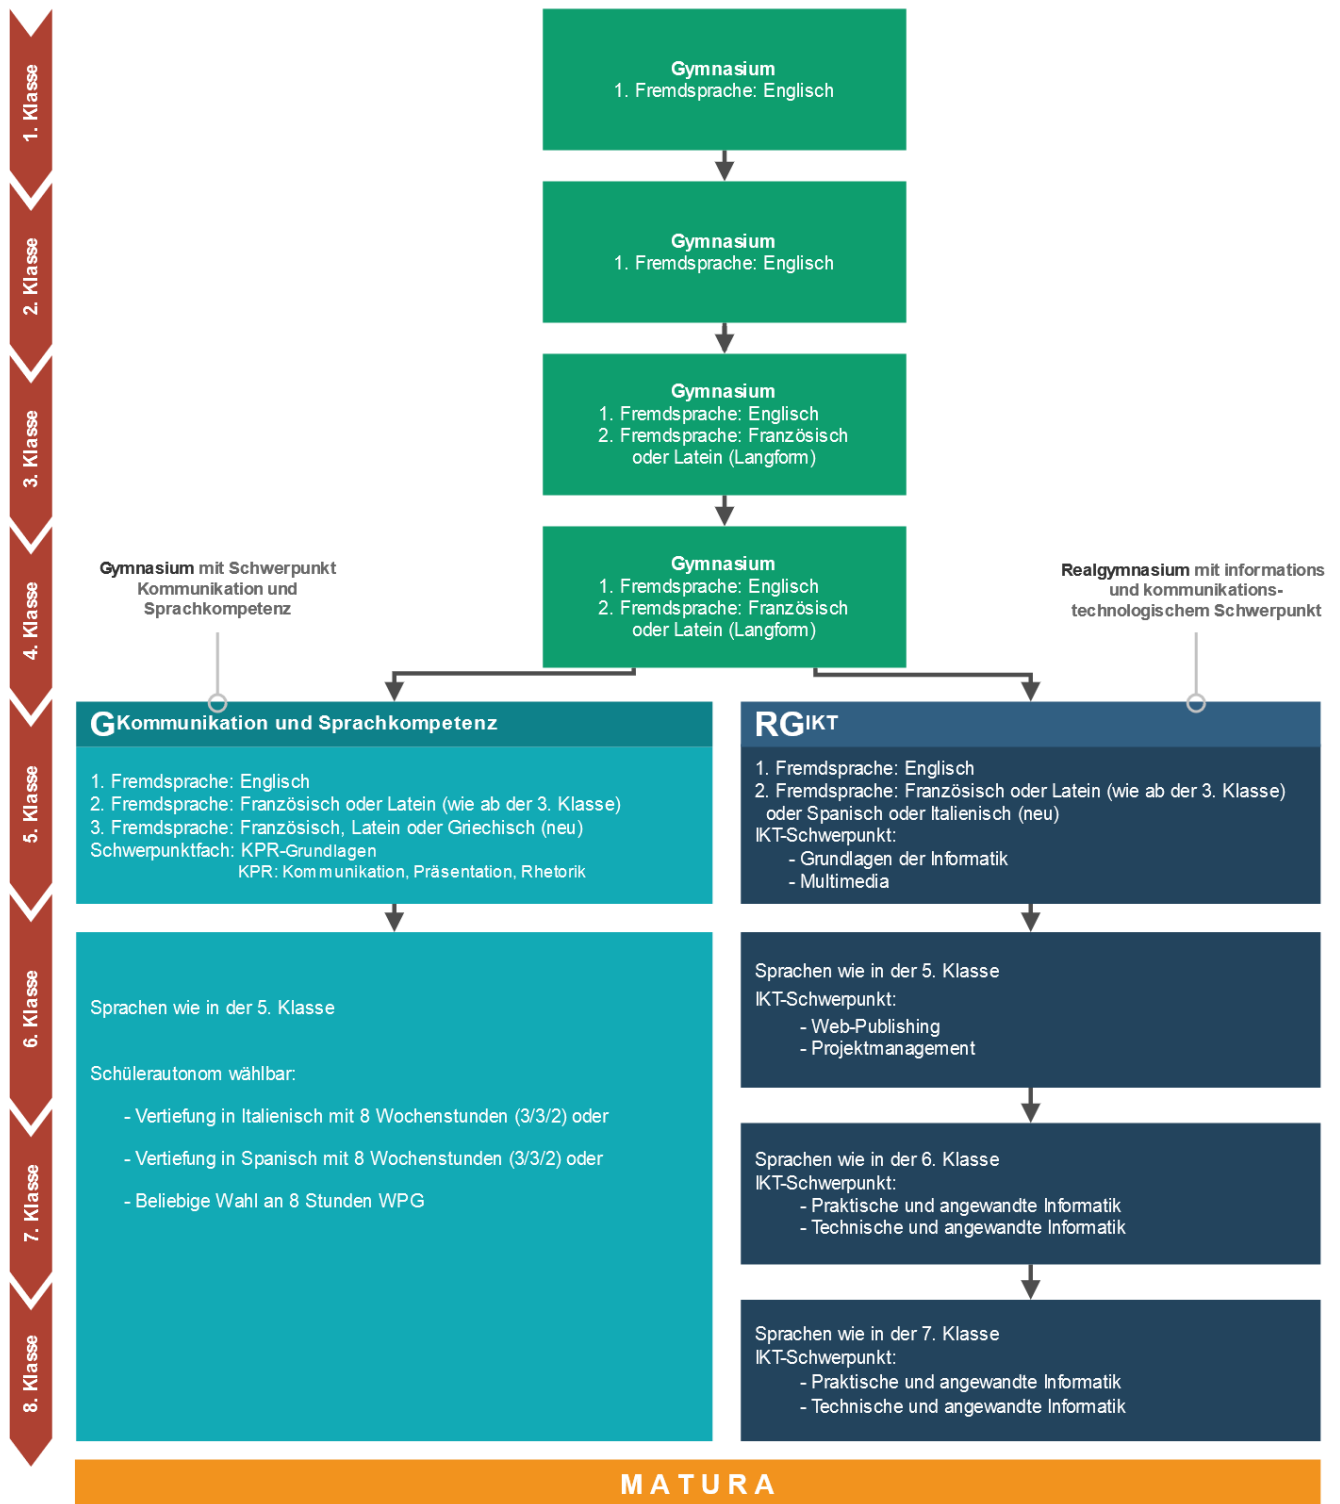 1. Klasse
Gymnasium
1. Fremdsprache: Englisch
2. Klasse
Gymnasium
1. Fremdsprache: Englisch
3. Klasse
Gymnasium
1. Fremdsprache: Englisch
2. Fremdsprache: Französisch
oder Latein (Langform)
4. Klasse
Gymnasium
1. Fremdsprache: Englisch
2. Fremdsprache: Französisch
oder Latein (Langform)
Gymnasium mit Schwerpunkt
Kommunikation und
Sprachkompetenz
Realgymnasium mit informations
und kommunikations-
technologischem Schwerpunkt
5. Klasse
G Kommunikation und Sprachkompetenz
1. Fremdsprache: Englisch
2. Fremdsprache: Französisch oder Latein (wie ab der 3. Klasse)
3. Fremdsprache: Französisch, Latein oder Griechisch (neu)
Schwerpunktfach: KPR-Grundlagen
KPR: Kommunikation, Präsentation, Rhetorik
RG IKT
1. Fremdsprache: Englisch
2. Fremdsprache: Französisch oder Latein (wie ab der 3. Klasse)
oder Spanisch oder Italienisch (neu)
IKT-Schwerpunkt:
- Grundlagen der Informatik
- Multimedia
6. Klasse
Sprachen wie in der 5. Klasse
Schülerautonom wählbar:
- Vertiefung in Italienisch mit 8 Wochenstunden (3/3/2) oder
- Vertiefung in Spanisch mit 8 Wochenstunden (3/3/2) oder
- Beliebige Wahl an 8 Stunden WPG
Sprachen wie in der 5. Klasse
IKT-Schwerpunkt:
- Web-Publishing
- Projektmanagement
7. Klasse
Sprachen wie in der 6. Klasse
IKT-Schwerpunkt:
- Praktische und angewandte Informatik
- Technische und angewandte Informatik
8. Klasse
Sprachen wie in der 7. Klasse
IKT-Schwerpunkt:
- Praktische und angewandte Informatik
- Technische und angewandte Informatik
MATURA